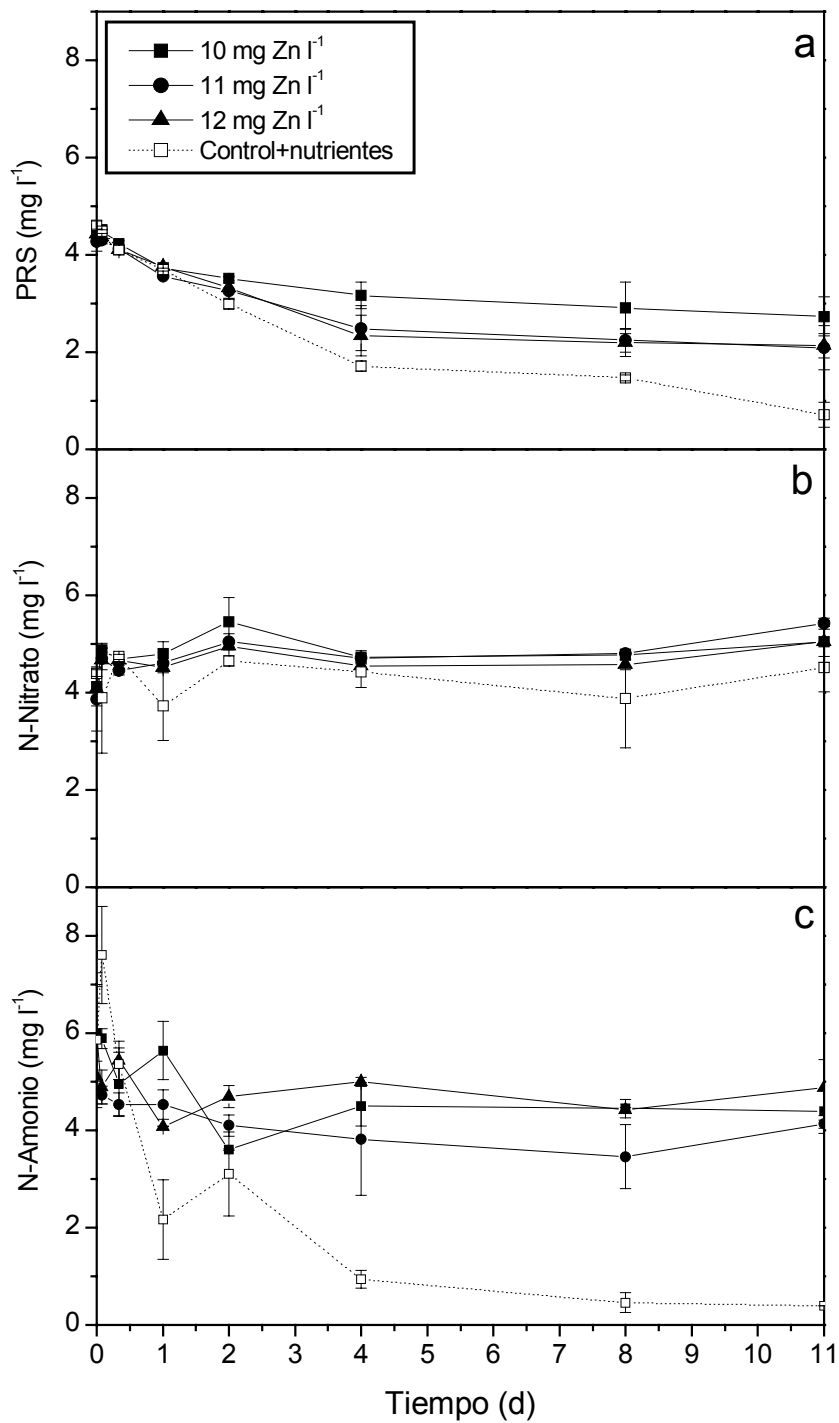 a
10 mg Zn l⁻¹
11 mg Zn l⁻¹
12 mg Zn l⁻¹
Control+nutrientes
8
6
4
2
0
PRS (mg l⁻¹)
b
8
6
4
2
0
N-Nitrato (mg l⁻¹)
c
8
6
4
2
0
N-Amonio (mg l⁻¹)
0 1 2 3 4 5 6 7 8 9 10 11
Tiempo (d)